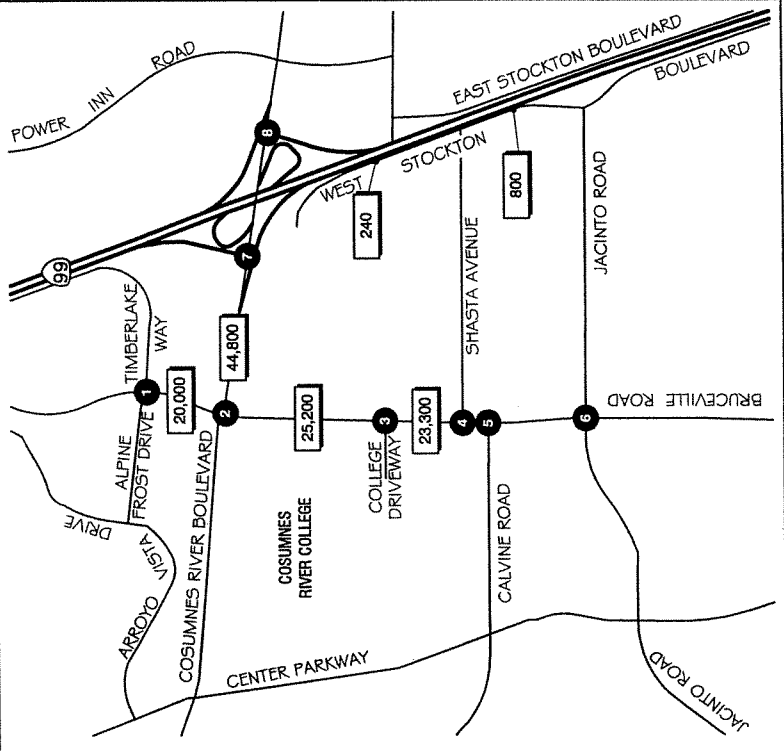 POWER INN ROAD
99
TIMBERLAKE
WAY
1
ALPINE
FROST DRIVE
20,000
ARROYO VISTA DRIVE
COSUMNES RIVER BOULEVARD
2
44,800
7
8
EAST STOCKTON BOULEVARD
WEST STOCKTON BOULEVARD
240
800
25,200
COSUMNES
RIVER COLLEGE
COLLEGE
DRIVEWAY
3
23,300
4
SHASTA AVENUE
5
CALVINE ROAD
6
JACINTO ROAD
BRUCEVILLE ROAD
CENTER PARKWAY
JACINTO ROAD